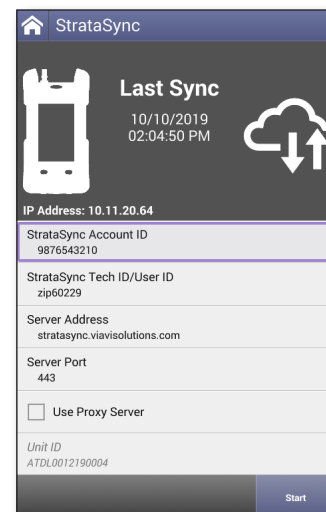 StrataSync
Last Sync
10/10/2019
02:04:50 PM
IP Address: 10.11.20.64
StrataSync Account ID
9876543210
StrataSync Tech ID/User ID
zip60229
Server Address
stratasync.viavisolutions.com
Server Port
443
Use Proxy Server
Unit ID
ATDL0012190004
Start